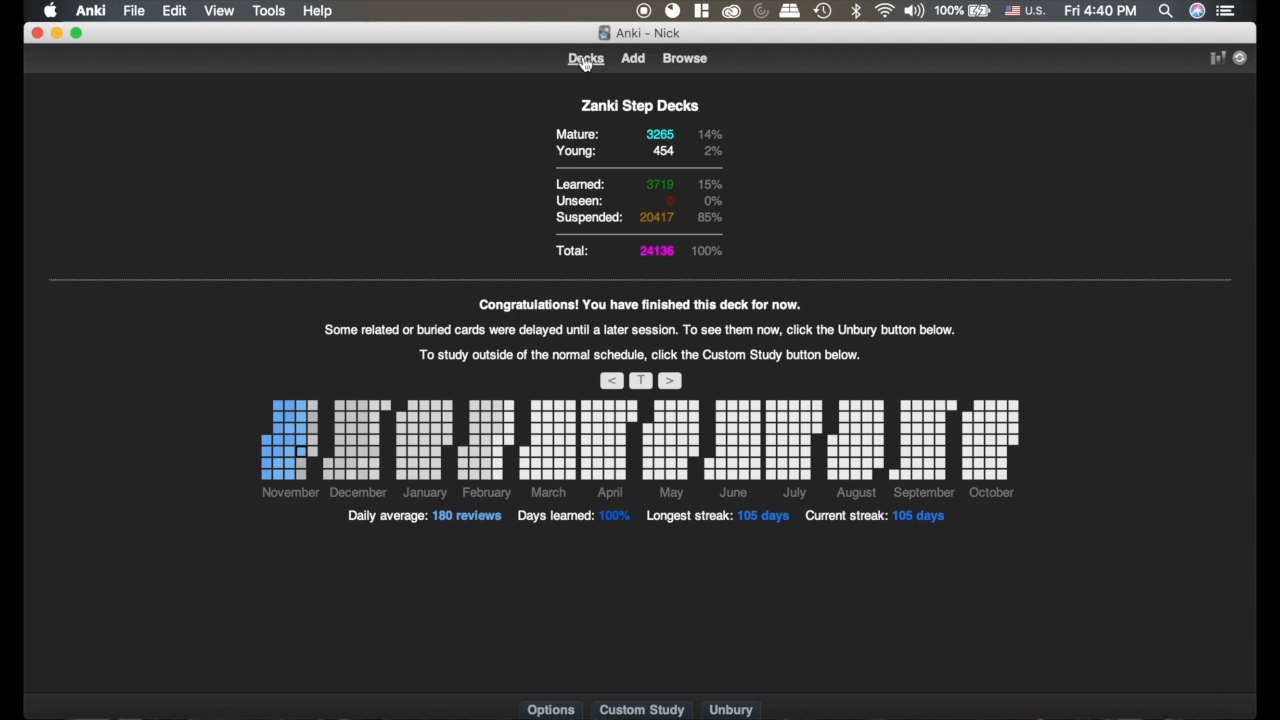 Anki File Edit View Tools Help 100% U.S. Fri 4:40 PM
Anki - Nick
Decks Add Browse
Zanki Step Decks
Mature: 3265 14%
Young: 454 2%
Learned: 3719 15%
Unseen: 0 0%
Suspended: 20417 85%
Total: 24136 100%
Congratulations! You have finished this deck for now.
Some related or buried cards were delayed until a later session. To see them now, click the Unbury button below.
To study outside of the normal schedule, click the Custom Study button below.
< T >
November December January February March April May June July August September October
Daily average: 180 reviews Days learned: 100% Longest streak: 105 days Current streak: 105 days
Options Custom Study Unbury